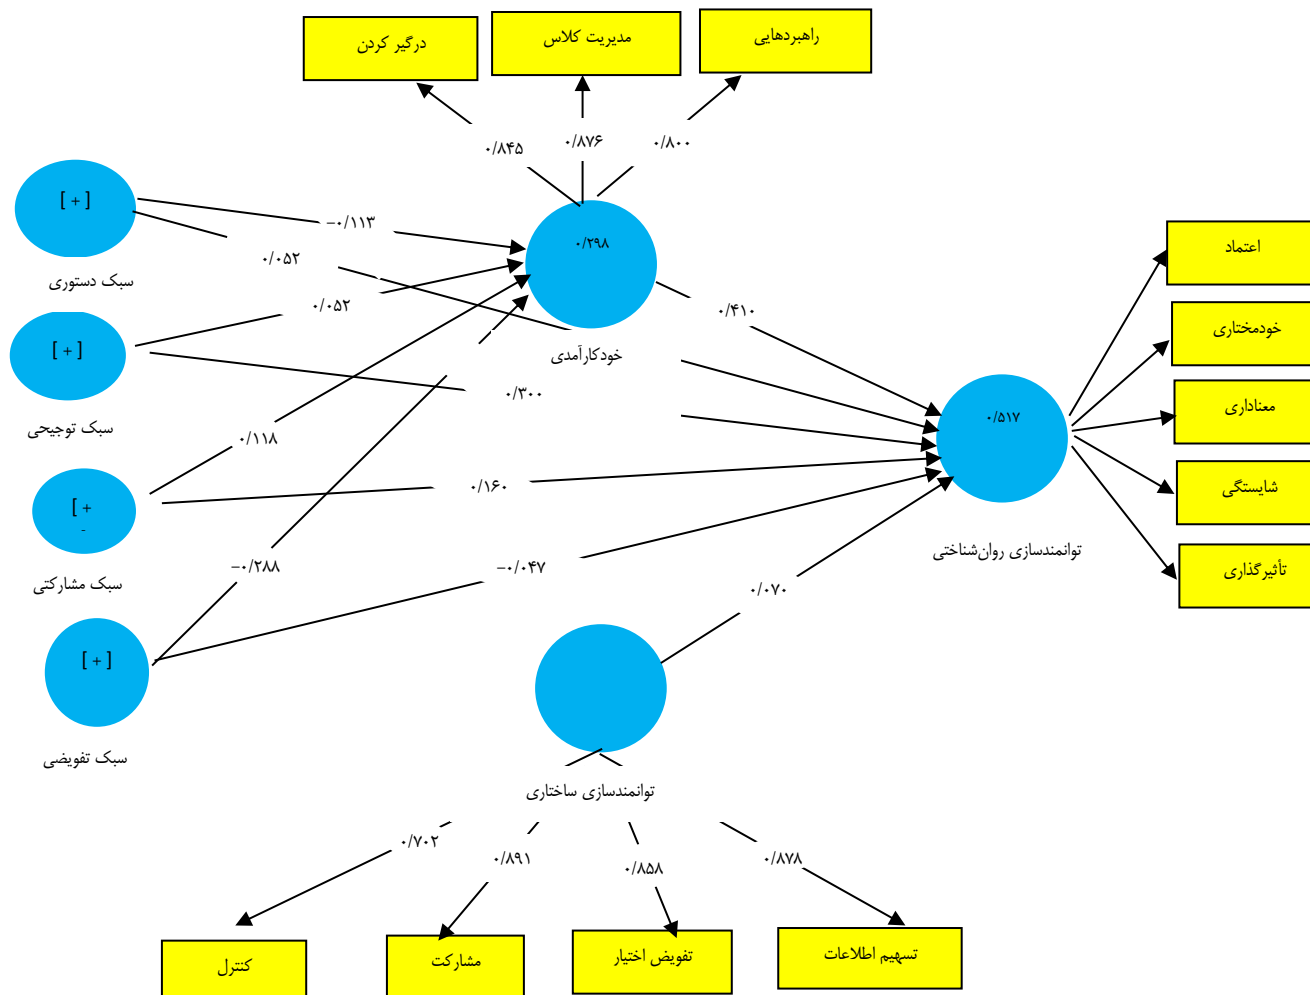 درگیر کردن
مدیریت کلاس
راهبردهایی
۰/۸۴۵
۰/۸۷۶
۰/۸۰۰
[ + ]
-۰/۱۱۳
۰/۲۹۸
اعتماد
۰/۰۵۲
سبک دستوری
۰/۰۵۲
۰/۴۱۰
خودمختاری
[ + ]
خودکارآمدی
۰/۳۰۰
معناداری
۰/۵۱۷
سبک توجیحی
۰/۱۱۸
شایستگی
۰/۱۶۰
[ +
-
توانمندسازی روان‌شناختی
-۰/۲۸۸
-۰/۰۴۷
تأثیرگذاری
سبک مشارکتی
۰/۰۷۰
[ + ]
سبک تفویضی
توانمندسازی ساختاری
۰/۷۰۲
۰/۸۹۱
۰/۸۵۸
۰/۸۷۸
کنترل
مشارکت
تفویض اختیار
تسهیم اطلاعات